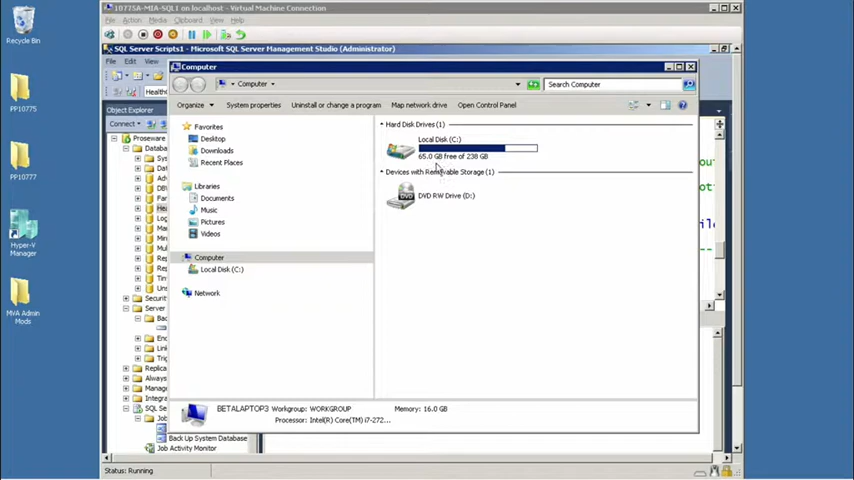 10775A-MIA-SQL1 on localhost - Virtual Machine Connection
File Action Media Clipboard View Help
SQL Server Scripts1 - Microsoft SQL Server Management Studio (Administrator)
File Edit View
Computer
Computer
Search Computer
Organize System properties Uninstall or change a program Map network drive Open Control Panel
Object Explorer
Connect
Favorites
Desktop
Downloads
Recent Places
Libraries
Documents
Music
Pictures
Videos
Computer
Local Disk (C:)
Network
Hard Disk Drives (1)
Local Disk (C:)
65.0 GB free of 238 GB
Devices with Removable Storage (1)
DVD RW Drive (D:)
BETALAPTOP3 Workgroup: WORKGROUP Memory: 16.0 GB
Processor: Intel(R) Core(TM) i7-272...
Back Up System Database
Job Activity Monitor
Status: Running
Recycle Bin
PP10775
PP10777
Hyper-V
Manager
MVA Admin
Mods